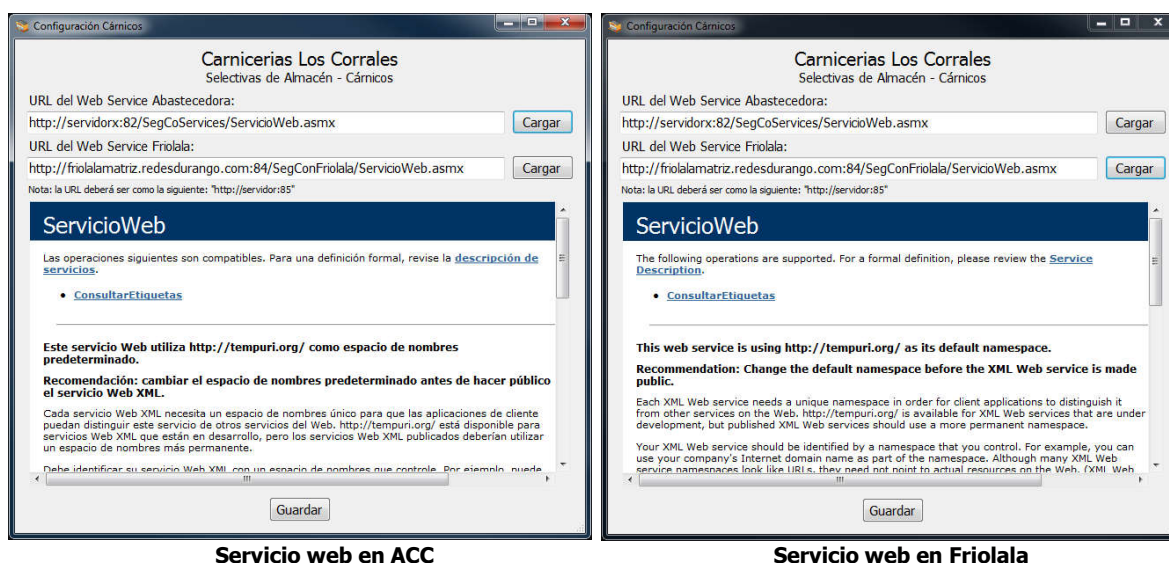 Configuración Cárnicos
Carnicerias Los Corrales
Selectivas de Almacén - Cárnicos
URL del Web Service Abastecedora:
http://servidorx:82/SegCoServices/ServicioWeb.asmx
Cargar
URL del Web Service Friolala:
http://friolalamatriz.redesdurango.com:84/SegConFriolala/ServicioWeb.asmx
Cargar
Nota: la URL deberá ser como la siguiente: "http://servidor:85"
ServicioWeb
Las operaciones siguientes son compatibles. Para una definición formal, revise la descripción de
servicios.
• ConsultarEtiquetas
Este servicio Web utiliza http://tempuri.org/ como espacio de nombres
predeterminado.
Recomendación: cambiar el espacio de nombres predeterminado antes de hacer público
el servicio Web XML.
Cada servicio Web XML necesita un espacio de nombres único para que las aplicaciones de cliente
puedan distinguir este servicio de otros servicios del Web. http://tempuri.org/ está disponible para
servicios Web XML que están en desarrollo, pero los servicios Web XML publicados deberían utilizar
un espacio de nombres más permanente.
Debe identificar su servicio Web XML con un espacio de nombres que controle. Por ejemplo, puede
Guardar
Servicio web en ACC
Configuración Cárnicos
Carnicerias Los Corrales
Selectivas de Almacén - Cárnicos
URL del Web Service Abastecedora:
http://servidorx:82/SegCoServices/ServicioWeb.asmx
Cargar
URL del Web Service Friolala:
http://friolalamatriz.redesdurango.com:84/SegConFriolala/ServicioWeb.asmx
Cargar
Nota: la URL deberá ser como la siguiente: "http://servidor:85"
ServicioWeb
The following operations are supported. For a formal definition, please review the Service
Description.
• ConsultarEtiquetas
This web service is using http://tempuri.org/ as its default namespace.
Recommendation: Change the default namespace before the XML Web service is made
public.
Each XML Web service needs a unique namespace in order for client applications to distinguish it
from other services on the Web. http://tempuri.org/ is available for XML Web services that are under
development, but published XML Web services should use a more permanent namespace.
Your XML Web service should be identified by a namespace that you control. For example, you can
use your company's Internet domain name as part of the namespace. Although many XML Web
service namespaces look like URLs, they need not point to actual resources on the Web. (XML Web
Guardar
Servicio web en Friolala